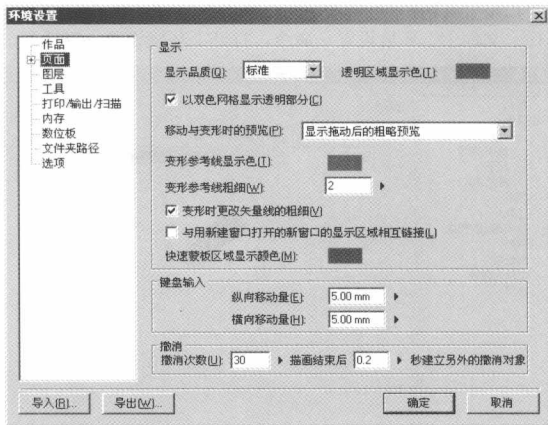 环境设置
作品
页面
图层
工具
打印/输出/扫描
内存
数位板
文件夹路径
选项
显示
显示品质(Q): 标准 透明区域显示色(T):
以双色网格显示透明部分(C)
移动与变形时的预览(P): 显示拖动后的粗略预览
变形参考线显示色(T):
变形参考线粗细(W): 2
变形时更改矢量线的粗细(V)
与用新建窗口打开的新窗口的显示区域相互链接(L)
快速蒙板区域显示颜色(M):
键盘输入
纵向移动量(E): 5.00 mm
横向移动量(H): 5.00 mm
撤消
撤消次数(U): 30 描画结束后 0.2 秒建立另外的撤消对象
导入(R)... 导出(W)... 确定 取消